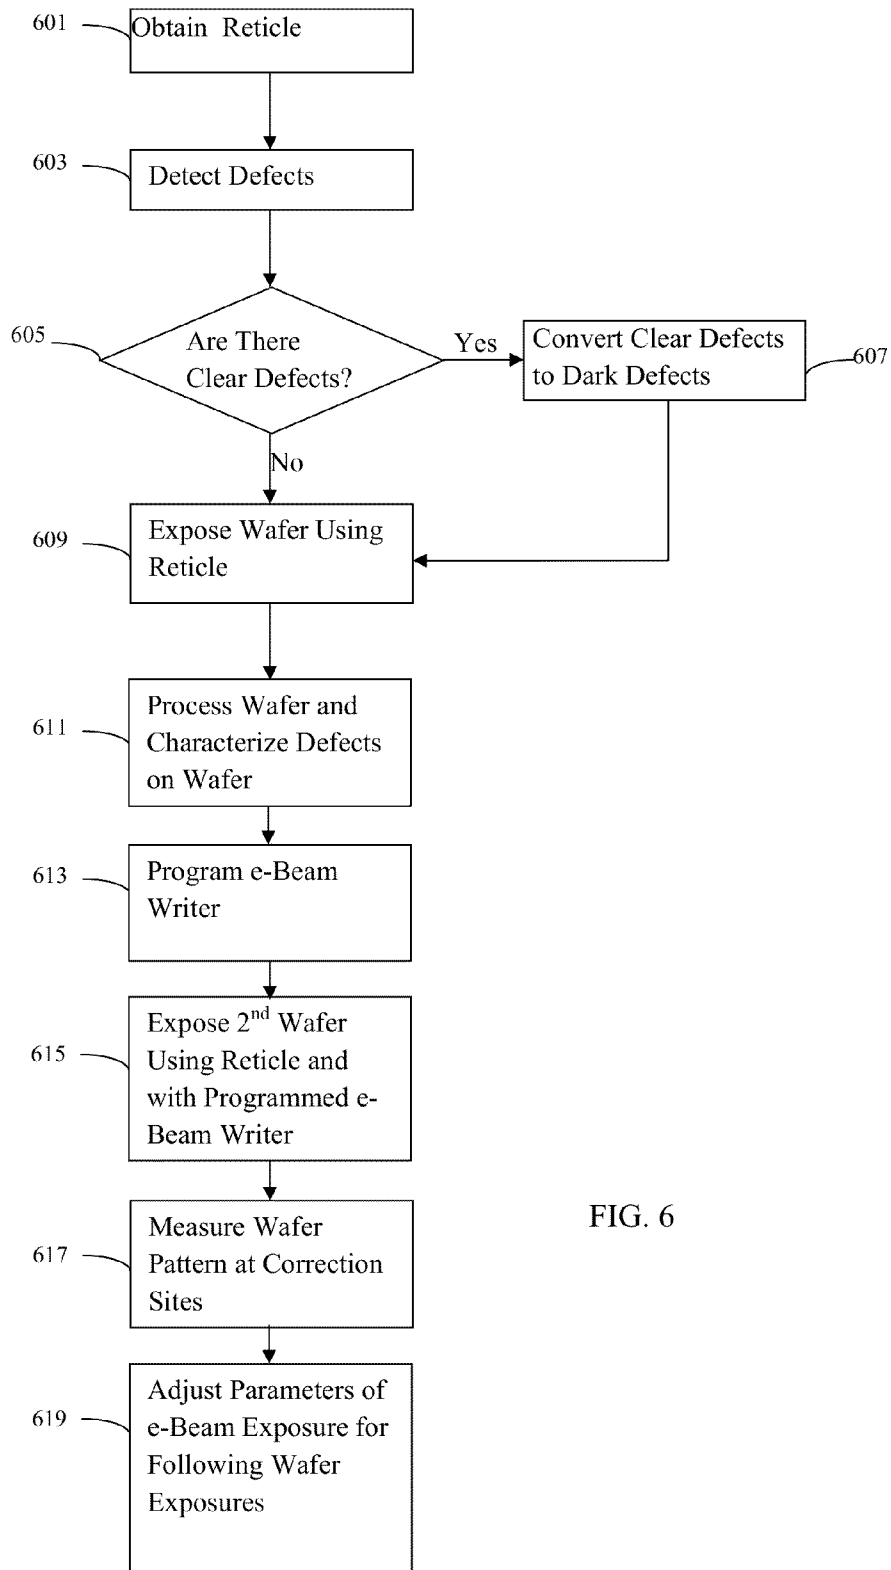 601
Obtain Reticle
603
Detect Defects
605
Are There
Clear Defects?
Yes
Convert Clear Defects
to Dark Defects
607
No
609
Expose Wafer Using
Reticle
611
Process Wafer and
Characterize Defects
on Wafer
613
Program e-Beam
Writer
615
Expose 2nd Wafer
Using Reticle and
with Programmed e-
Beam Writer
617
Measure Wafer
Pattern at Correction
Sites
FIG. 6
619
Adjust Parameters of
e-Beam Exposure for
Following Wafer
Exposures